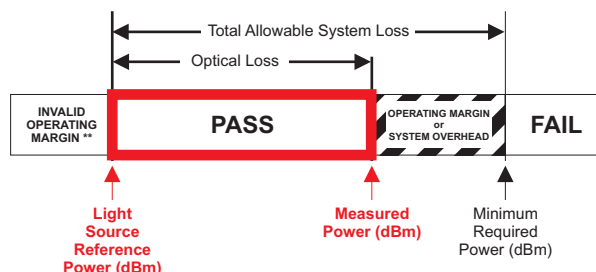 Total Allowable System Loss
Optical Loss
INVALID
OPERATING
MARGIN **
PASS
OPERATING MARGIN
or
SYSTEM OVERHEAD
FAIL
Light
Source
Reference
Power (dBm)
Measured
Power (dBm)
Minimum
Required
Power (dBm)